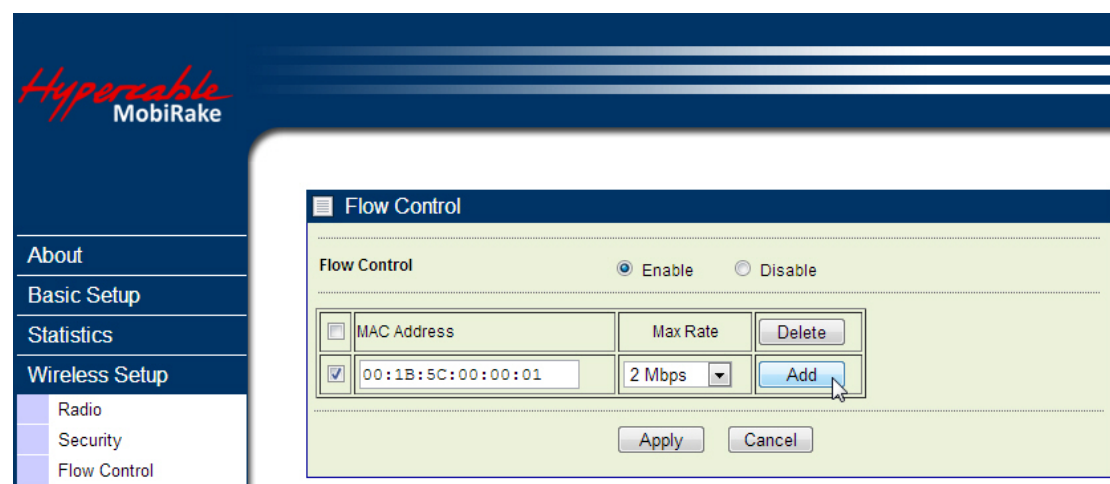 Hypercable
MobiRake
Flow Control
About
Basic Setup
Statistics
Wireless Setup
Radio
Security
Flow Control
Flow Control
Enable
Disable
MAC Address
Max Rate
Delete
00:1B:5C:00:00:01
2 Mbps
Add
Apply
Cancel